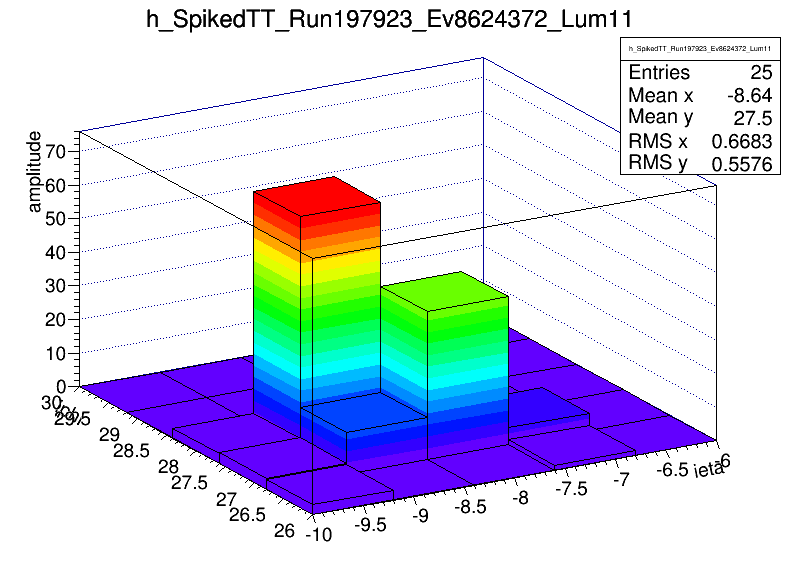 h_SpikedTT_Run197923_Ev8624372_Lum11
h_SpikedTT_Run197923_Ev8624372_Lum11
Entries 25
Mean x -8.64
Mean y 27.5
RMS x 0.6683
RMS y 0.5576
amplitude
70
60
50
40
30
20
10
0
30
29.5
29
28.5
28
27.5
27
26.5
26
-10
-9.5
-9
-8.5
-8
-7.5
-7
-6.5
-6
ieta